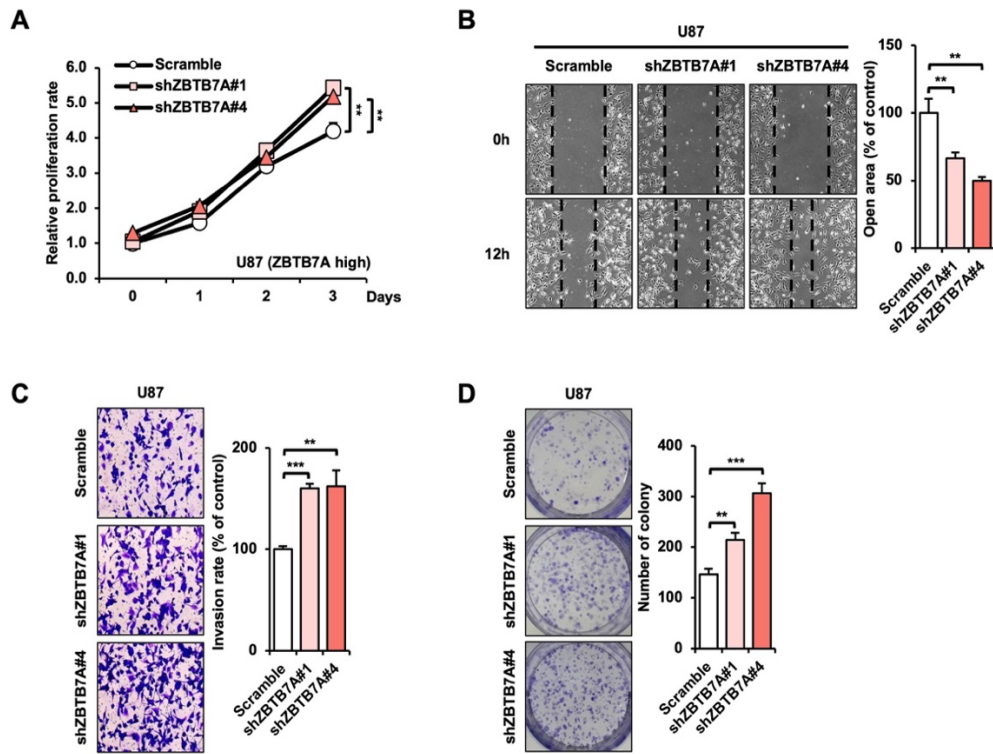 A
Scramble
shZBTB7A#1
shZBTB7A#4
Relative proliferation rate
6.0
5.0
4.0
3.0
2.0
1.0
0.0
**
**
U87 (ZBTB7A high)
0 1 2 3 Days
B
U87
Scramble shZBTB7A#1 shZBTB7A#4
0h
12h
Open area (% of control)
150
100
50
0
**
**
Scramble
shZBTB7A#1
shZBTB7A#4
C
U87
Scramble
shZBTB7A#1
shZBTB7A#4
Invasion rate (% of control)
200
100
0
**
***
Scramble
shZBTB7A#1
shZBTB7A#4
D
U87
Scramble
shZBTB7A#1
shZBTB7A#4
Number of colony
400
300
200
100
0
***
**
Scramble
shZBTB7A#1
shZBTB7A#4